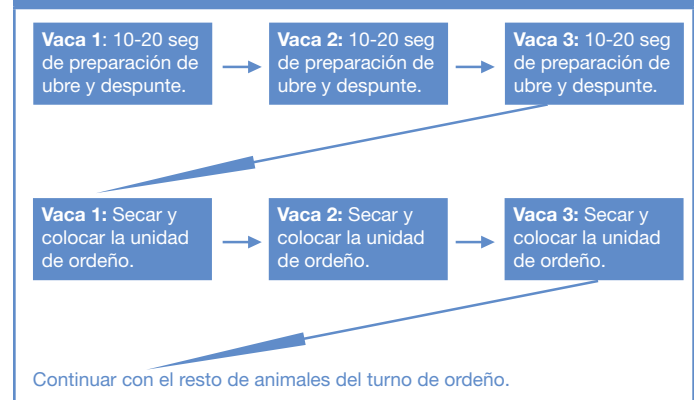 Vaca 1: 10-20 seg
de preparación de
ubre y despunte.
Vaca 2: 10-20 seg
de preparación de
ubre y despunte.
Vaca 3: 10-20 seg
de preparación de
ubre y despunte.
Vaca 1: Secar y
colocar la unidad
de ordeño.
Vaca 2: Secar y
colocar la unidad
de ordeño.
Vaca 3: Secar y
colocar la unidad
de ordeño.
Continuar con el resto de animales del turno de ordeño.